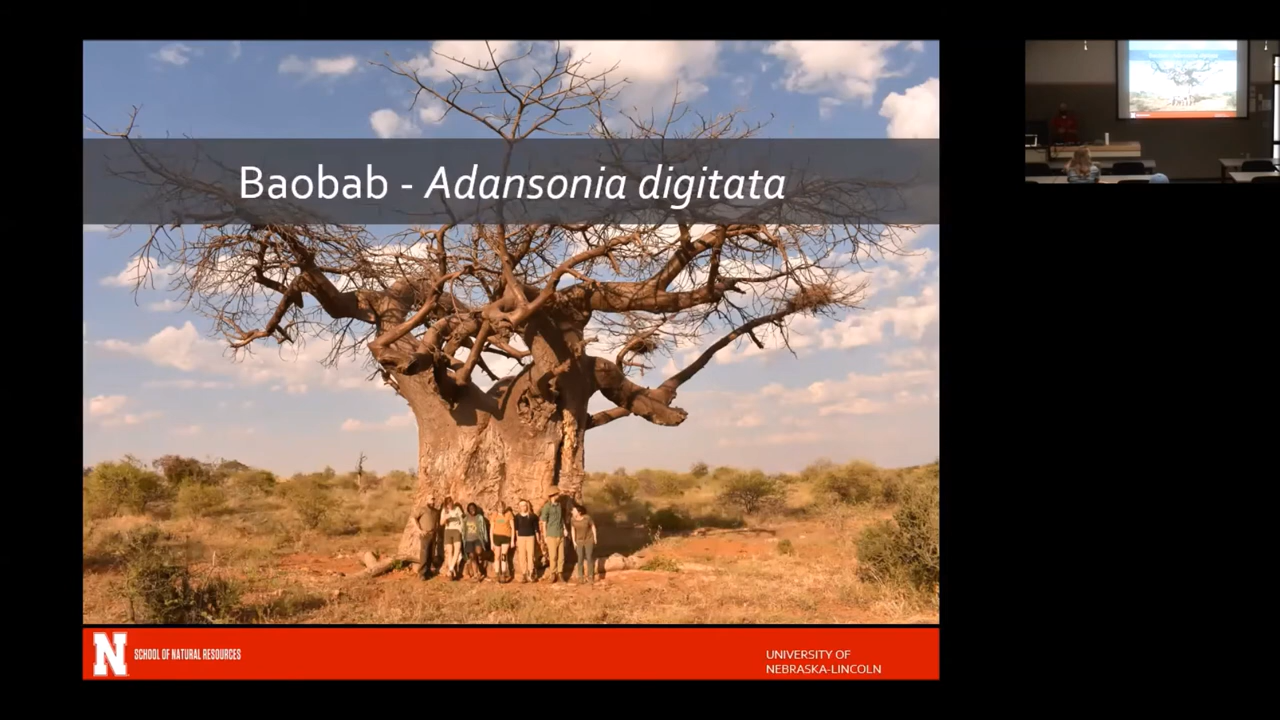 Baobab - Adansonia digitata
N
SCHOOL OF NATURAL RESOURCES
UNIVERSITY OF
NEBRASKA-LINCOLN